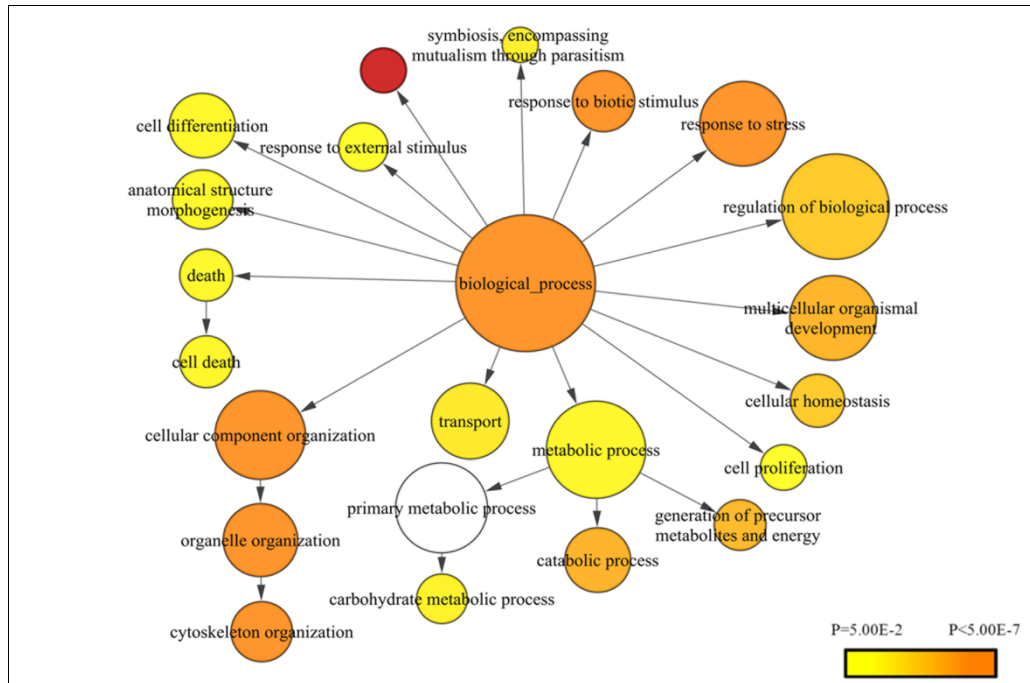 symbiosis, encompassing
mutualism through parasitism
response to biotic stimulus
response to stress
cell differentiation
response to external stimulus
anatomical structure
morphogenesis
regulation of biological process
death
biological_process
multicellular organismal
development
cell death
cellular homeostasis
transport
cellular component organization
metabolic process
cell proliferation
primary metabolic process
generation of precursor
metabolites and energy
organelle organization
catabolic process
carbohydrate metabolic process
cytoskeleton organization
P=5.00E-2 P<5.00E-7